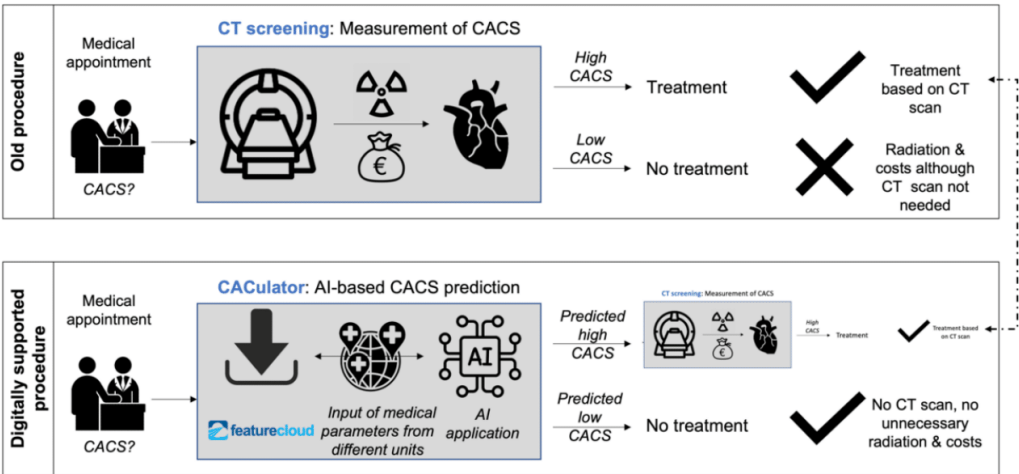 Old procedure
Medical
appointment
CACS?
CT screening: Measurement of CACS
€
High
CACS
Treatment
Treatment
based on CT
scan
Low
CACS
No treatment
Radiation &
costs although
CT scan not
needed
Digitally supported
procedure
Medical
appointment
CACS?
CACulator: AI-based CACS prediction
AI
featurecloud
Input of medical
parameters from
different units
AI
application
Predicted
high
CACS
CT screening: Measurement of CACS
€
High
CACS
Treatment
Treatment based
on CT scan
Predicted
low
CACS
No treatment
No CT scan, no
unnecessary
radiation & costs